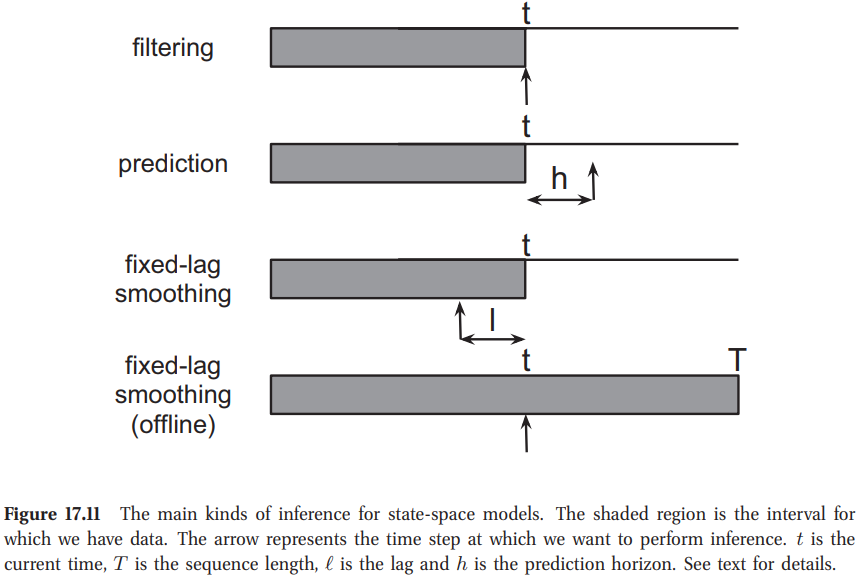 t
filtering
t
prediction
h
t
fixed-lag
smoothing
l
fixed-lag
smoothing
(offline)
t
T
Figure 17.11 The main kinds of inference for state-space models. The shaded region is the interval for
which we have data. The arrow represents the time step at which we want to perform inference. t is the
current time, T is the sequence length, ℓ is the lag and h is the prediction horizon. See text for details.